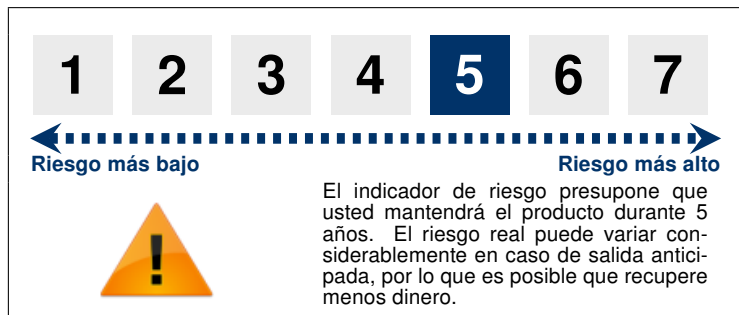 1 2 3 4 5 6 7
Riesgo más bajo Riesgo más alto
El indicador de riesgo presupone que
usted mantendrá el producto durante 5
años. El riesgo real puede variar con-
siderablemente en caso de salida antici-
pada, por lo que es posible que recupere
menos dinero.